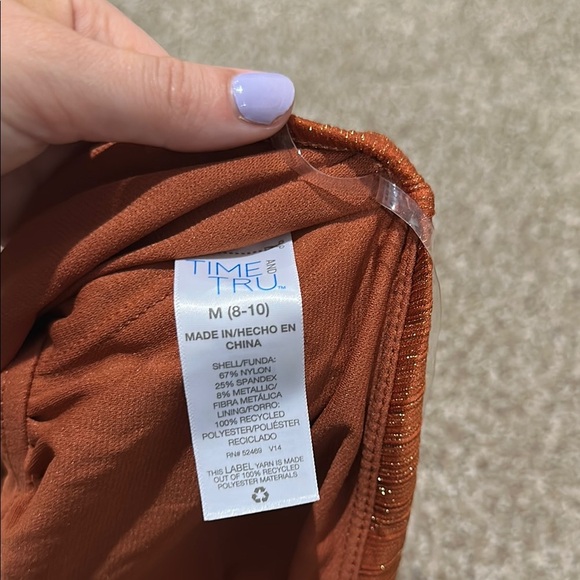 TIME AND
TRU™
M (8-10)
MADE IN/HECHO EN
CHINA
SHELL/FUNDA:
67% NYLON
25% SPANDEX
8% METALLIC/
FIBRA METÁLICA
LINING/FORRO:
100% RECYCLED
POLYESTER/POLIÉSTER
RECICLADO
RN# 52469 V14
THIS LABEL YARN IS MADE
OUT OF 100% RECYCLED
POLYESTER MATERIALS